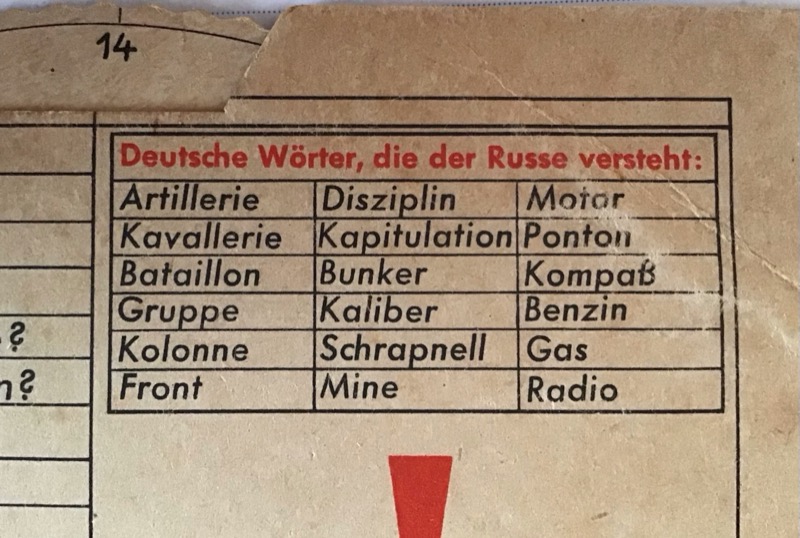 14
Deutsche Wörter, die der Russe versteht:
Artillerie Disziplin Motor
Kavallerie Kapitulation Ponton
Bataillon Bunker Kompaß
Gruppe Kaliber Benzin
?
Kolonne Schrapnell Gas
n?
Front Mine Radio
!